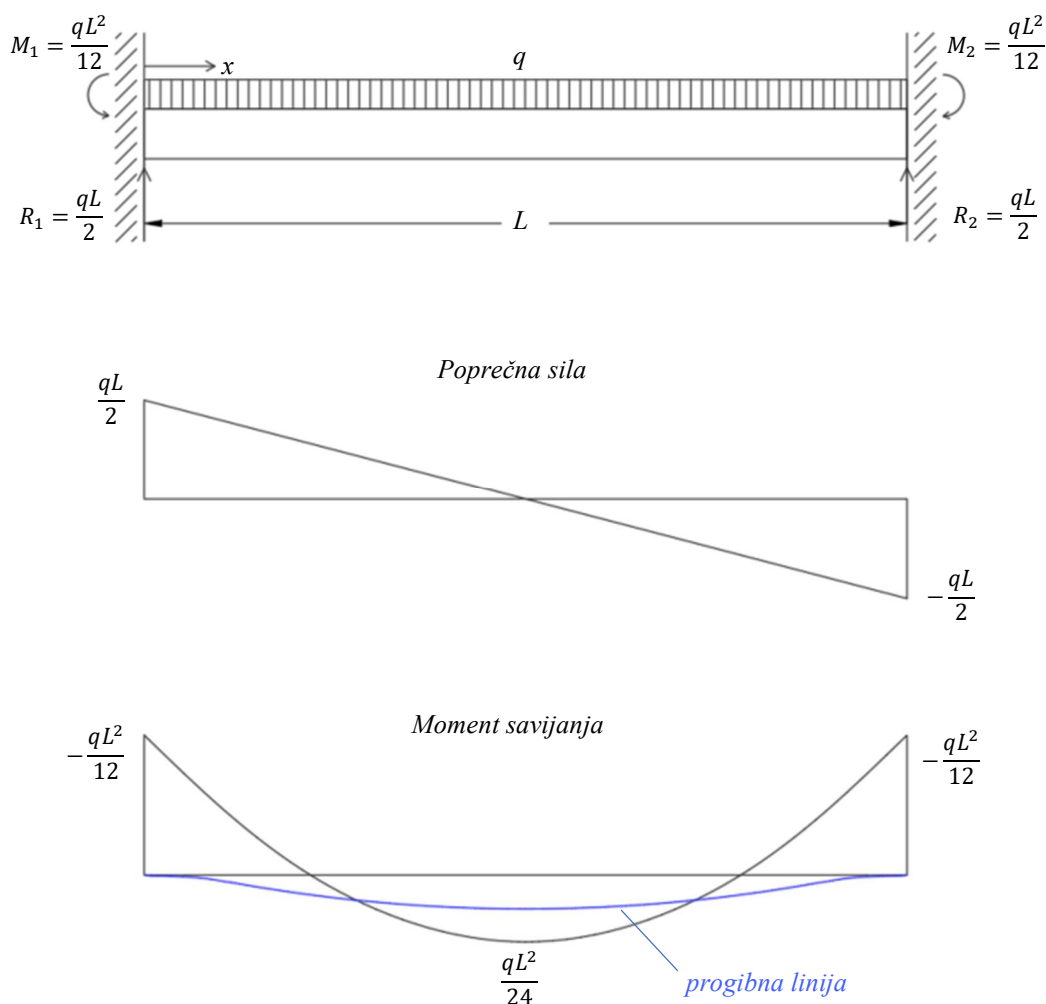 M₁ = qL²/12
q
M₂ = qL²/12
x
R₁ = qL/2
L
R₂ = qL/2
Poprečna sila
qL/2
−qL/2
Moment savijanja
−qL²/12
−qL²/12
qL²/24
progibna linija